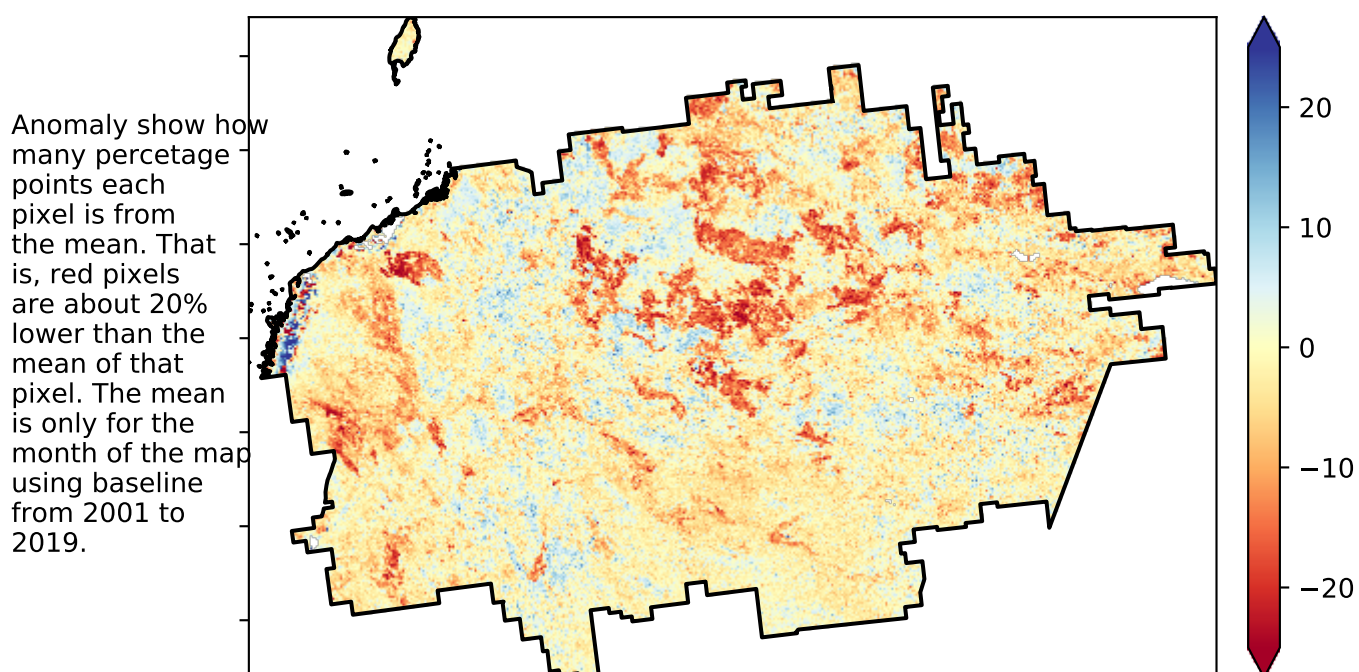 Anomaly show how
many percetage
points each
pixel is from
the mean. That
is, red pixels
are about 20%
lower than the
mean of that
pixel. The mean
is only for the
month of the map
using baseline
from 2001 to
2019.
20
10
0
−10
−20